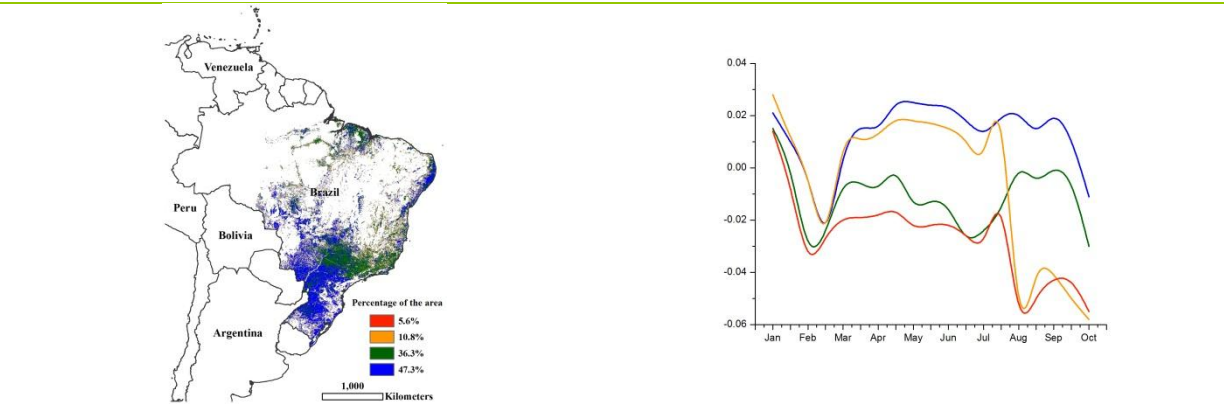 Venezuela
Brazil
Peru
Bolivia
Argentina
Percentage of the area
5.6%
10.8%
36.3%
47.3%
1,000
Kilometers
0.04
0.02
0.00
-0.02
-0.04
-0.06
Jan Feb Mar Apr May Jun Jul Aug Sep Oct